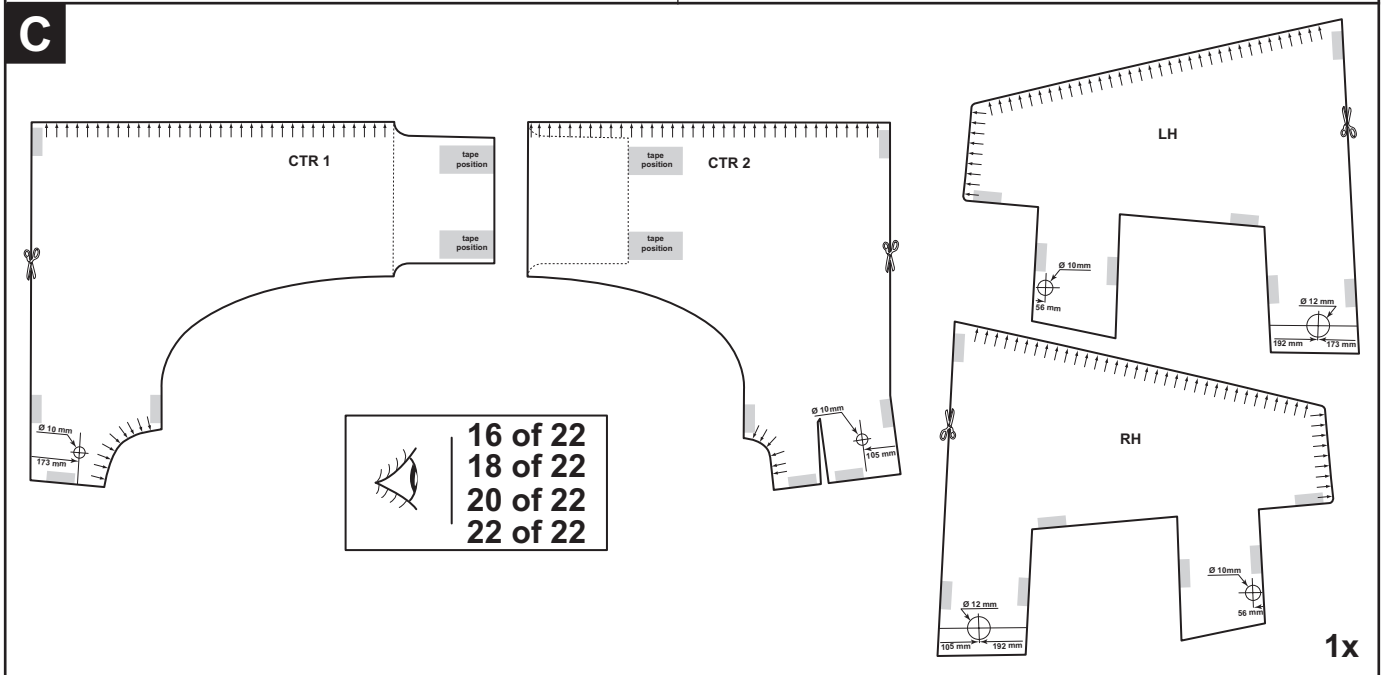 C
CTR 1
tape
position
tape
position
Ø 10 mm
173 mm
CTR 2
tape
position
tape
position
Ø 10mm
105 mm
16 of 22
18 of 22
20 of 22
22 of 22
LH
Ø 10mm
56 mm
Ø 12 mm
192 mm
173 mm
RH
Ø 12 mm
105 mm
192 mm
Ø 10mm
56 mm
1x